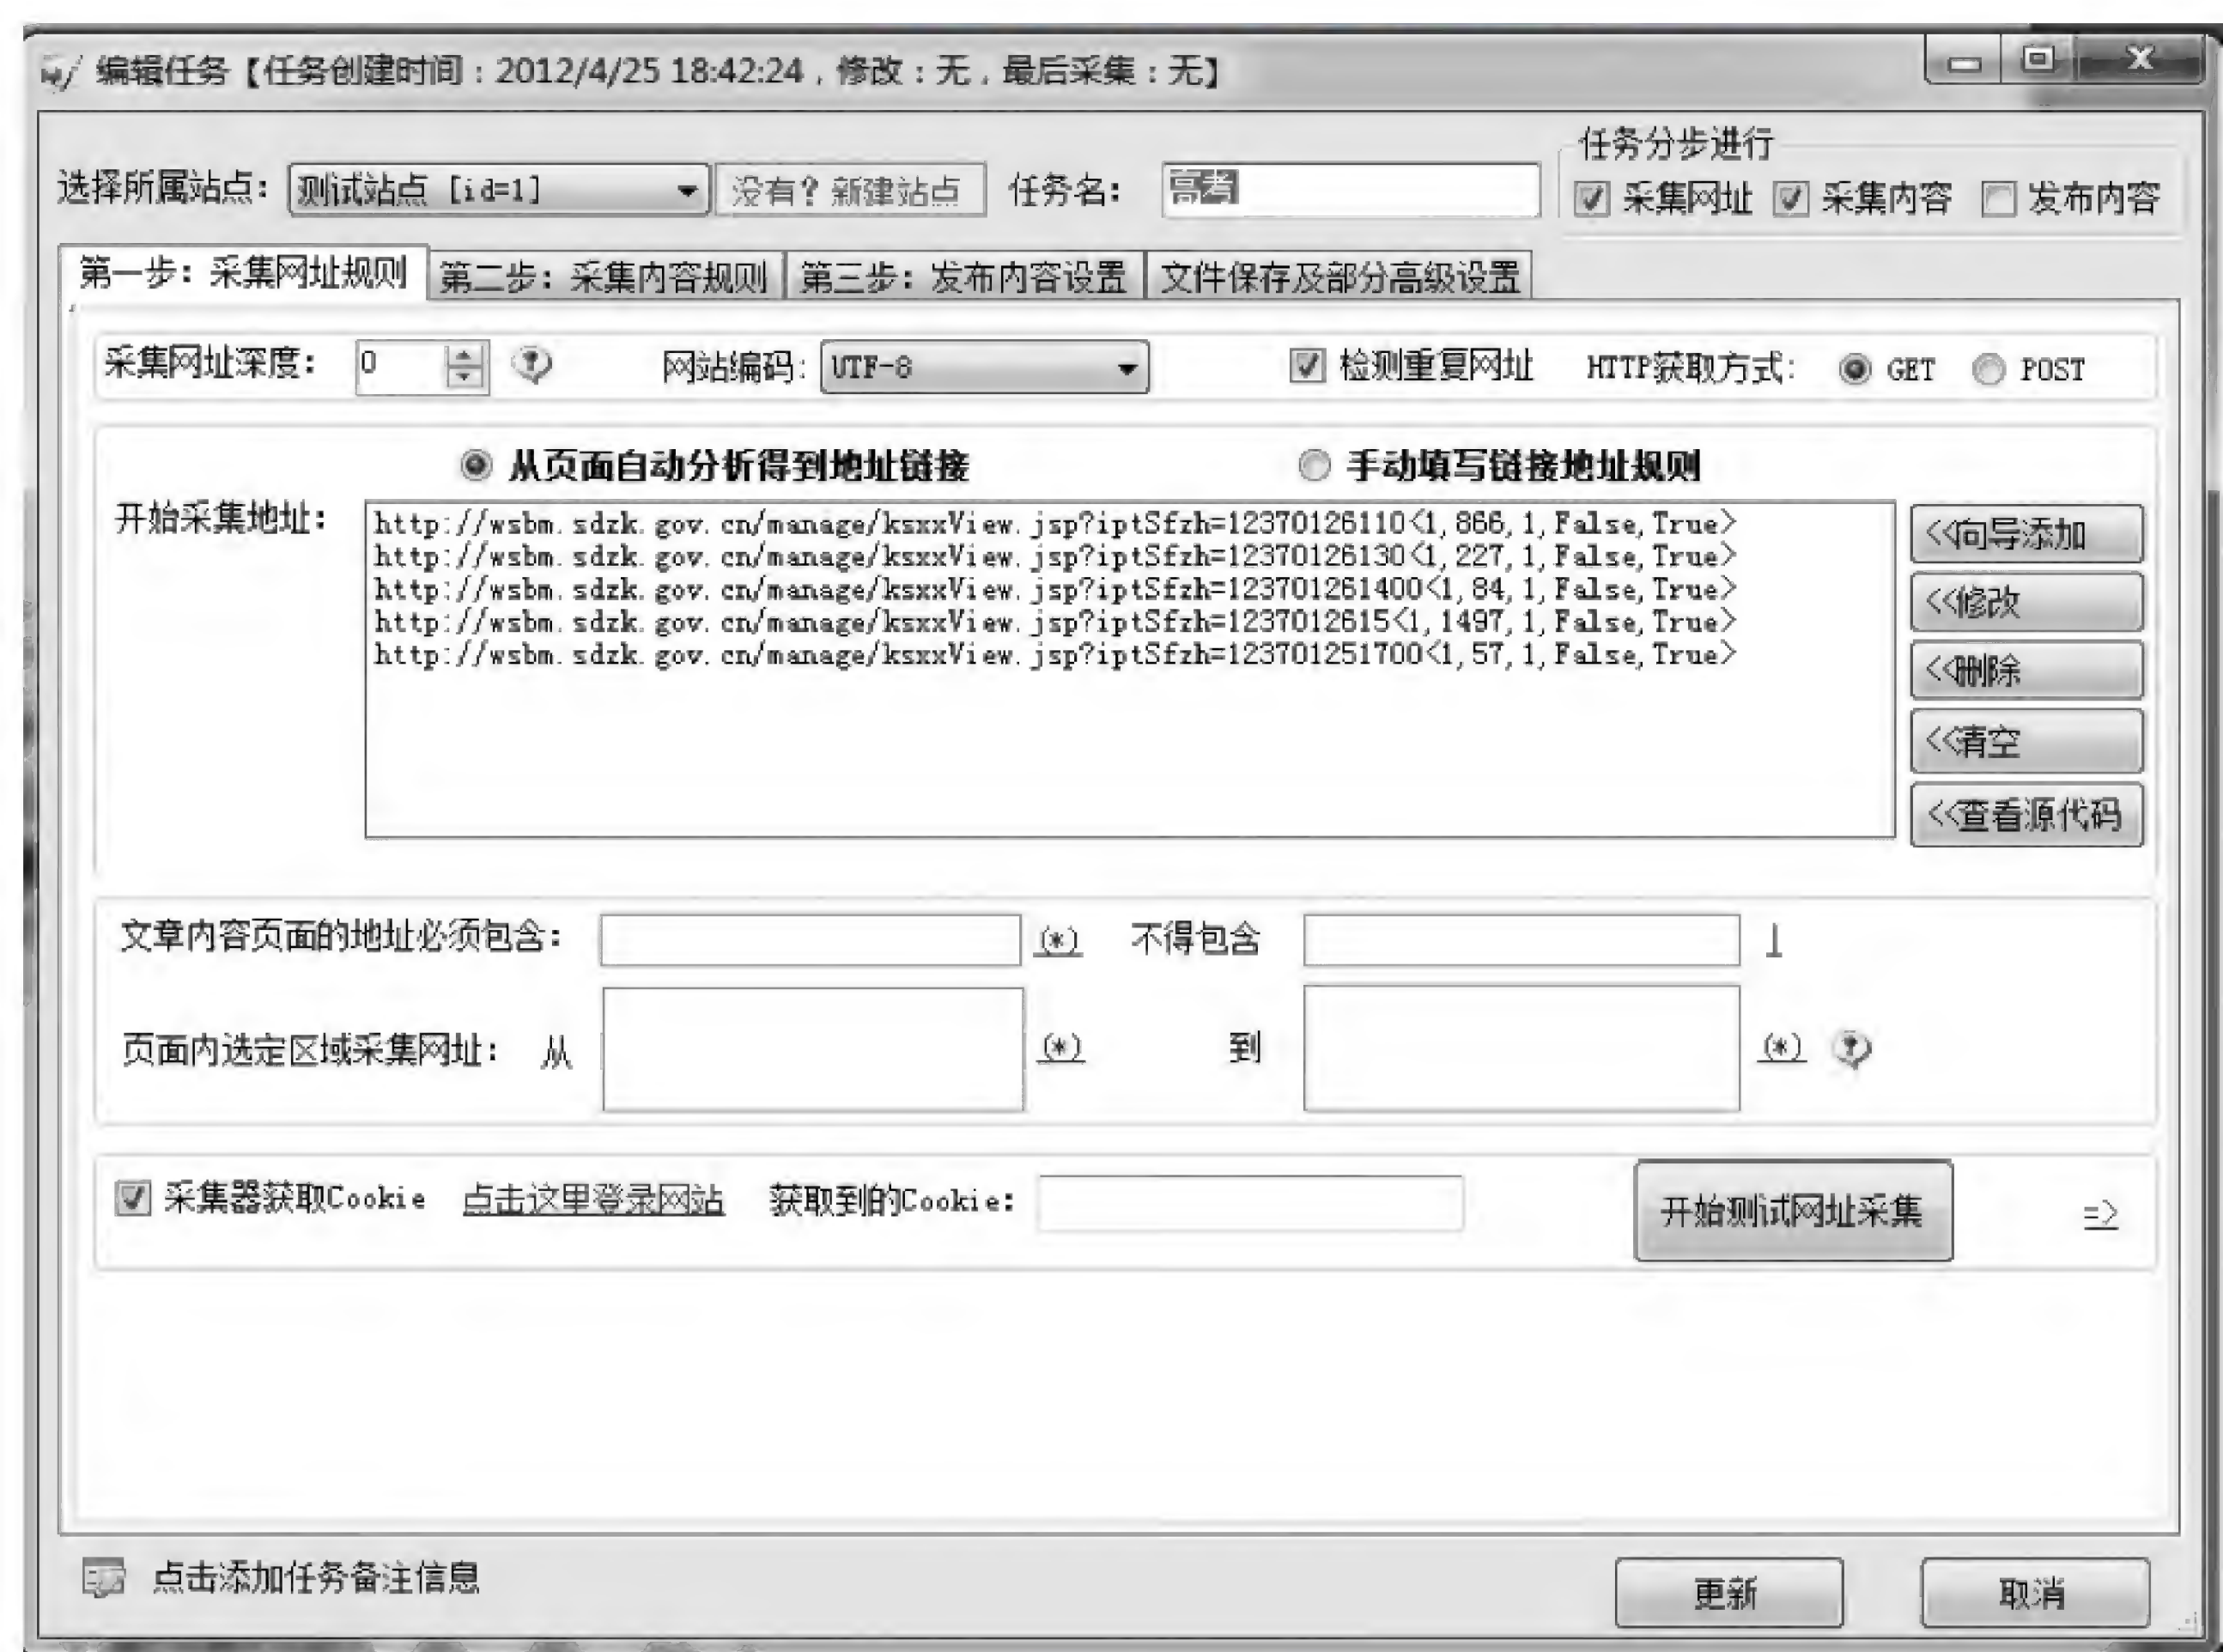 编辑任务【任务创建时间：2012/4/25 18:42:24，修改：无，最后采集：无】
选择所属站点： 测试站点 [id=1] 没有？新建站点 任务名： 高考
任务分步进行
采集网址 采集内容 发布内容
第一步：采集网址规则 第二步：采集内容规则 第三步：发布内容设置 文件保存及部分高级设置
采集网址深度： 0 网站编码： UTF-8 检测重复网址 HTTP获取方式： GET POST
从页面自动分析得到地址链接 手动填写链接地址规则
开始采集地址：
http://wsbm.sdzk.gov.cn/manage/ksxxView.jsp?iptSfzh=12370126110<1,866,1,False,True>
http://wsbm.sdzk.gov.cn/manage/ksxxView.jsp?iptSfzh=12370126130<1,227,1,False,True>
http://wsbm.sdzk.gov.cn/manage/ksxxView.jsp?iptSfzh=123701261400<1,84,1,False,True>
http://wsbm.sdzk.gov.cn/manage/ksxxView.jsp?iptSfzh=1237012615<1,1497,1,False,True>
http://wsbm.sdzk.gov.cn/manage/ksxxView.jsp?iptSfzh=123701251700<1,57,1,False,True>
<<向导添加
<<修改
<<删除
<<清空
<<查看源代码
文章内容页面的地址必须包含： (*) 不得包含 |
页面内选定区域采集网址： 从 (*) 到 (*)
采集器获取Cookie 点击这里登录网站 获取到的Cookie： 开始测试网址采集 =>
点击添加任务备注信息 更新 取消